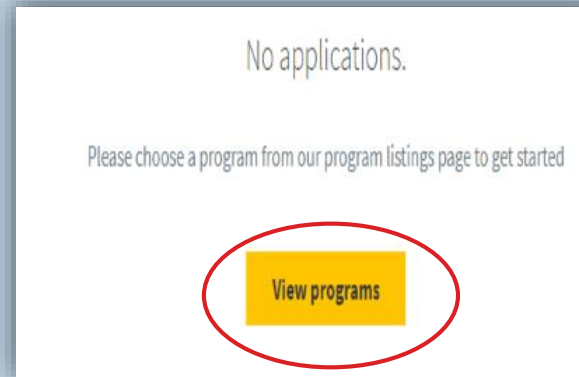 No applications.
Please choose a program from our program listings page to get started
View programs